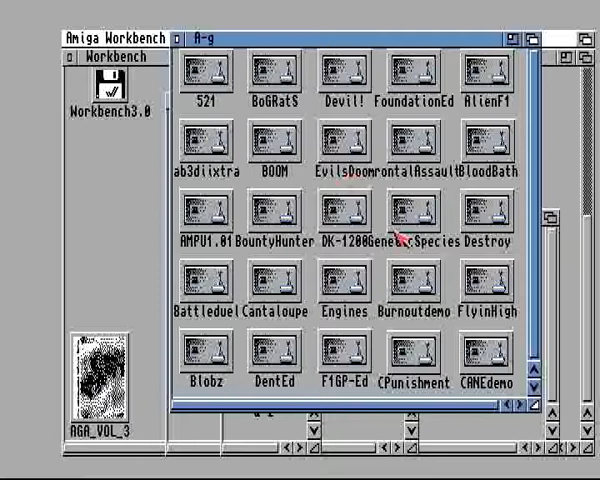 Amiga Workbench
A-g
Workbench
Workbench3.0
521 BoGRatS Devil! FoundationEd AlienF1
ab3diixtra BOOM EvilsDoom rontalAssault BloodBath
AMPU1.01 BountyHunter DK-1200 GeneticSpecies Destroy
Battleduel Cantaloupe Engines Burnoutdemo FlyinHigh
Blobz DentEd F1GP-Ed CPunishment CANEdemo
AGA_VOL_3